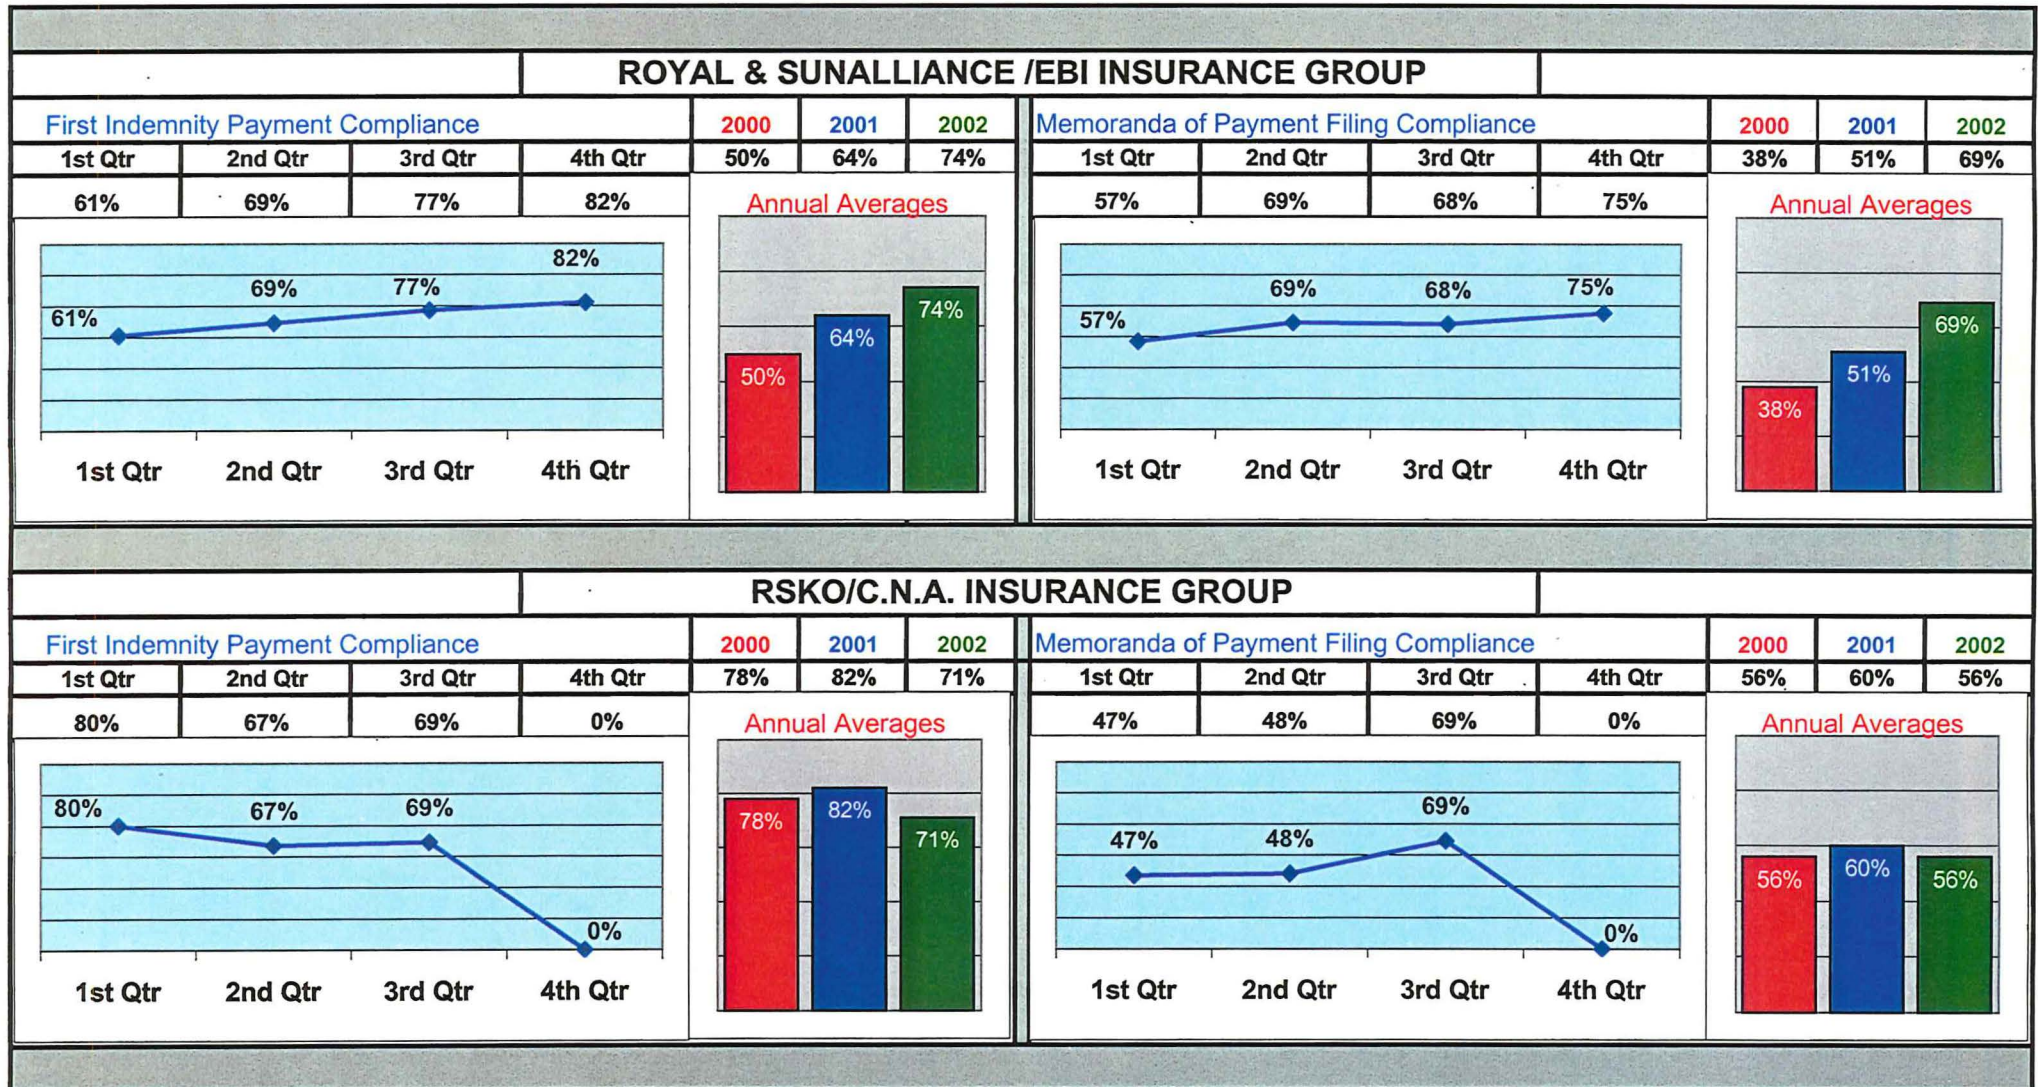 ROYAL & SUNALLIANCE /EBI INSURANCE GROUP
First Indemnity Payment Compliance 2000 2001 2002
1st Qtr 2nd Qtr 3rd Qtr 4th Qtr 50% 64% 74%
61% 69% 77% 82%
Annual Averages
61% 69% 77% 82%
50% 64% 74%
1st Qtr 2nd Qtr 3rd Qtr 4th Qtr
Memoranda of Payment Filing Compliance 2000 2001 2002
1st Qtr 2nd Qtr 3rd Qtr 4th Qtr 38% 51% 69%
57% 69% 68% 75%
Annual Averages
57% 69% 68% 75%
38% 51% 69%
1st Qtr 2nd Qtr 3rd Qtr 4th Qtr
RSKO/C.N.A. INSURANCE GROUP
First Indemnity Payment Compliance 2000 2001 2002
1st Qtr 2nd Qtr 3rd Qtr 4th Qtr 78% 82% 71%
80% 67% 69% 0%
Annual Averages
80% 67% 69% 0%
78% 82% 71%
1st Qtr 2nd Qtr 3rd Qtr 4th Qtr
Memoranda of Payment Filing Compliance 2000 2001 2002
1st Qtr 2nd Qtr 3rd Qtr 4th Qtr 56% 60% 56%
47% 48% 69% 0%
Annual Averages
47% 48% 69% 0%
56% 60% 56%
1st Qtr 2nd Qtr 3rd Qtr 4th Qtr